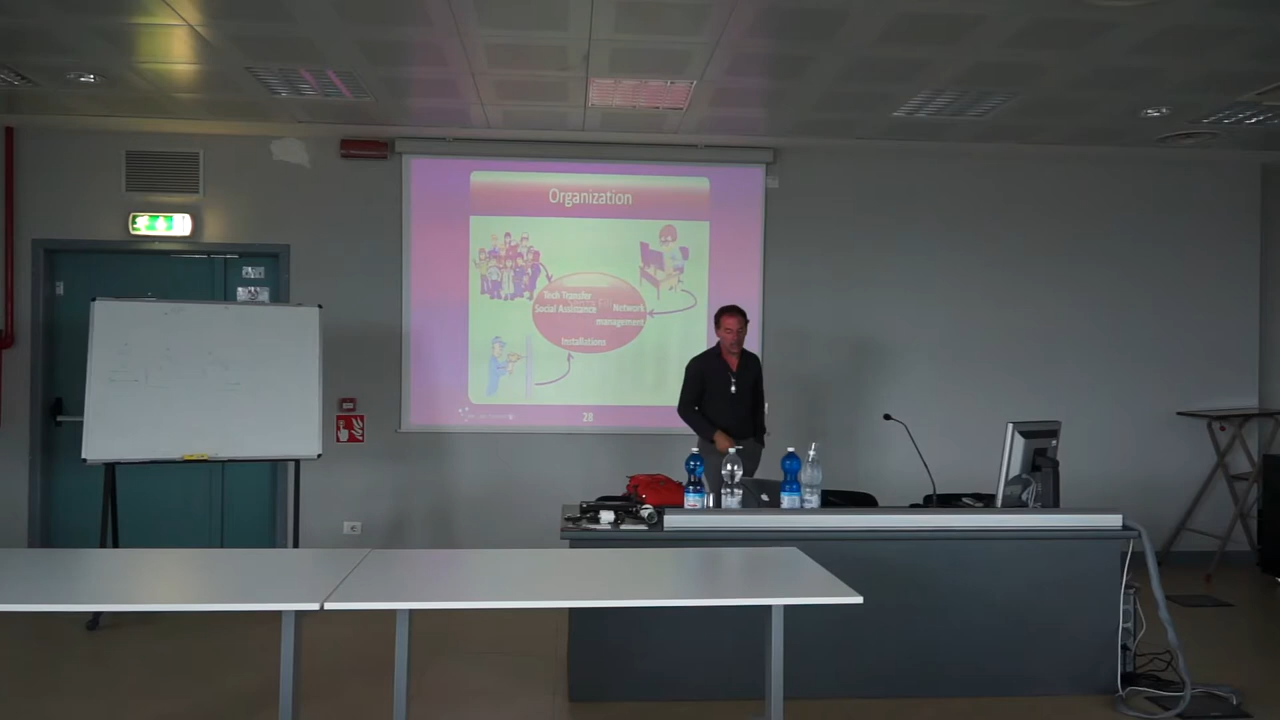 Organization
Tech Transfer
Social Assistance
Network
management
Installations
28